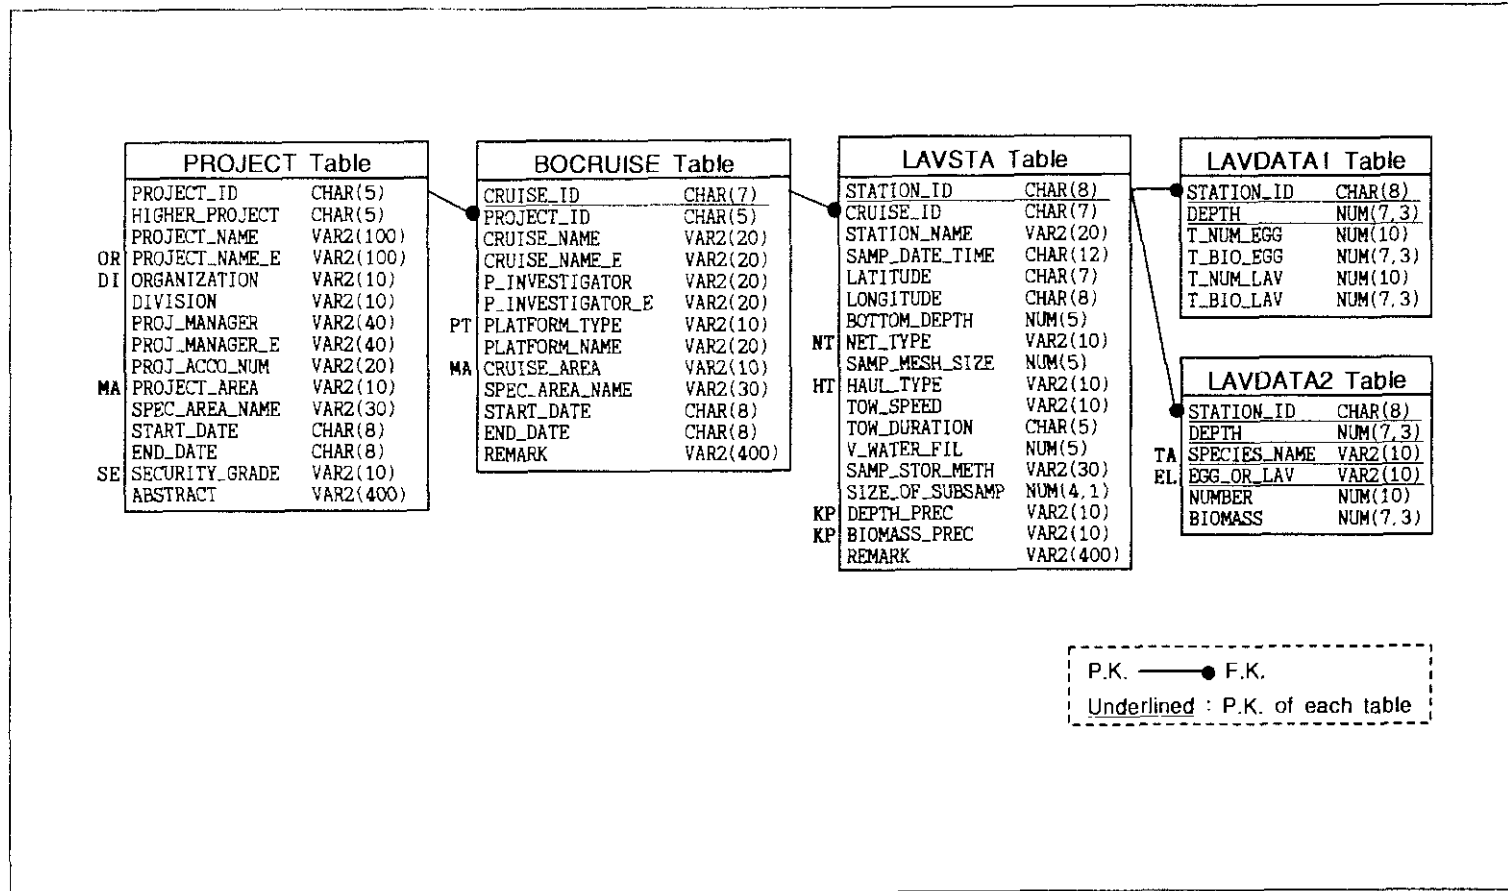 PROJECT Table
PROJECT_ID CHAR(5)
HIGHER_PROJECT CHAR(5)
PROJECT_NAME VAR2(100)
OR PROJECT_NAME_E VAR2(100)
DI ORGANIZATION VAR2(10)
DIVISION VAR2(10)
PROJ_MANAGER VAR2(40)
PROJ_MANAGER_E VAR2(40)
PROJ_ACCO_NUM VAR2(20)
MA PROJECT_AREA VAR2(10)
SPEC_AREA_NAME VAR2(30)
START_DATE CHAR(8)
END_DATE CHAR(8)
SE SECURITY_GRADE VAR2(10)
ABSTRACT VAR2(400)
BOCRUISE Table
CRUISE_ID CHAR(7)
PROJECT_ID CHAR(5)
CRUISE_NAME VAR2(20)
CRUISE_NAME_E VAR2(20)
P_INVESTIGATOR VAR2(20)
P_INVESTIGATOR_E VAR2(20)
PT PLATFORM_TYPE VAR2(10)
PLATFORM_NAME VAR2(20)
MA CRUISE_AREA VAR2(10)
SPEC_AREA_NAME VAR2(30)
START_DATE CHAR(8)
END_DATE CHAR(8)
REMARK VAR2(400)
LAVSTA Table
STATION_ID CHAR(8)
CRUISE_ID CHAR(7)
STATION_NAME VAR2(20)
SAMP_DATE_TIME CHAR(12)
LATITUDE CHAR(7)
LONGITUDE CHAR(8)
BOTTOM_DEPTH NUM(5)
NT NET_TYPE VAR2(10)
SAMP_MESH_SIZE NUM(5)
HT HAUL_TYPE VAR2(10)
TOW_SPEED VAR2(10)
TOW_DURATION CHAR(5)
V_WATER_FIL NUM(5)
SAMP_STOR_METH VAR2(30)
SIZE_OF_SUBSAMP NUM(4,1)
KP DEPTH_PREC VAR2(10)
KP BIOMASS_PREC VAR2(10)
REMARK VAR2(400)
LAVDATA1 Table
STATION_ID CHAR(8)
DEPTH NUM(7,3)
T_NUM_EGG NUM(10)
T_BIO_EGG NUM(7,3)
T_NUM_LAV NUM(10)
T_BIO_LAV NUM(7,3)
LAVDATA2 Table
STATION_ID CHAR(8)
DEPTH NUM(7,3)
TA SPECIES_NAME VAR2(10)
EL EGG_OR_LAV VAR2(10)
NUMBER NUM(10)
BIOMASS NUM(7,3)
P.K. F.K.
Underlined : P.K. of each table